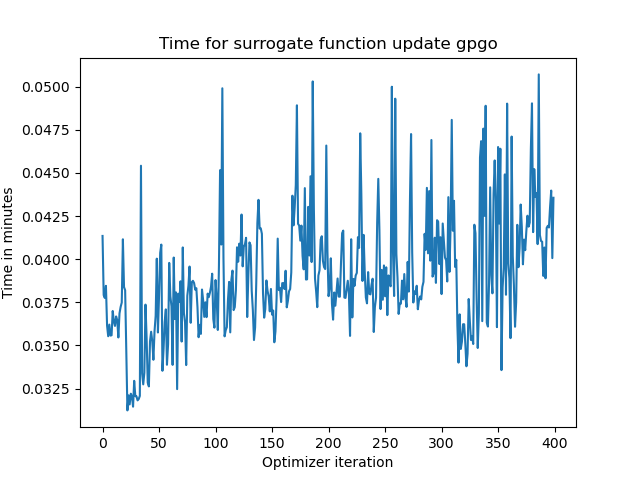 Time for surrogate function update gpgo
0.0500
0.0475
0.0450
0.0425
0.0400
0.0375
0.0350
0.0325
Time in minutes
0 50 100 150 200 250 300 350 400
Optimizer iteration